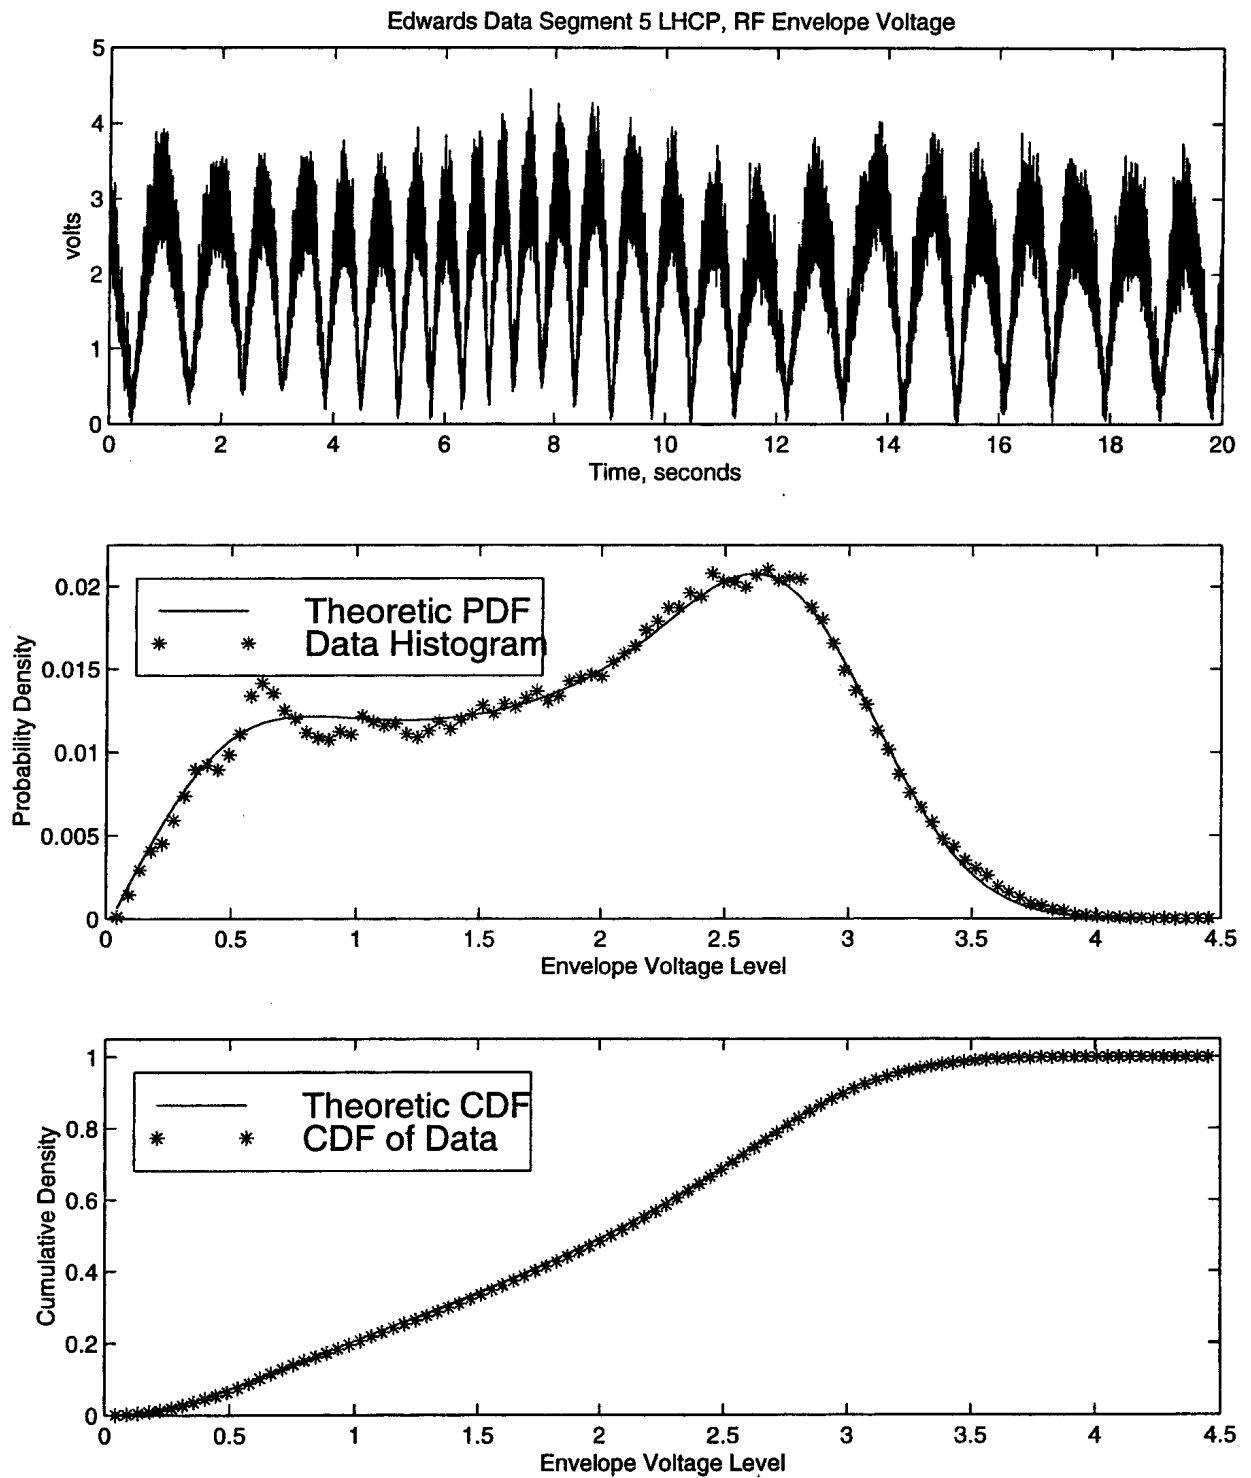 Edwards Data Segment 5 LHCP, RF Envelope Voltage
5
4
3
2
1
0
volts
0 2 4 6 8 10 12 14 16 18 20
Time, seconds
0.02
0.015
0.01
0.005
0
Probability Density
Theoretic PDF
Data Histogram
0 0.5 1 1.5 2 2.5 3 3.5 4 4.5
Envelope Voltage Level
1
0.8
0.6
0.4
0.2
0
Cumulative Density
Theoretic CDF
CDF of Data
0 0.5 1 1.5 2 2.5 3 3.5 4 4.5
Envelope Voltage Level